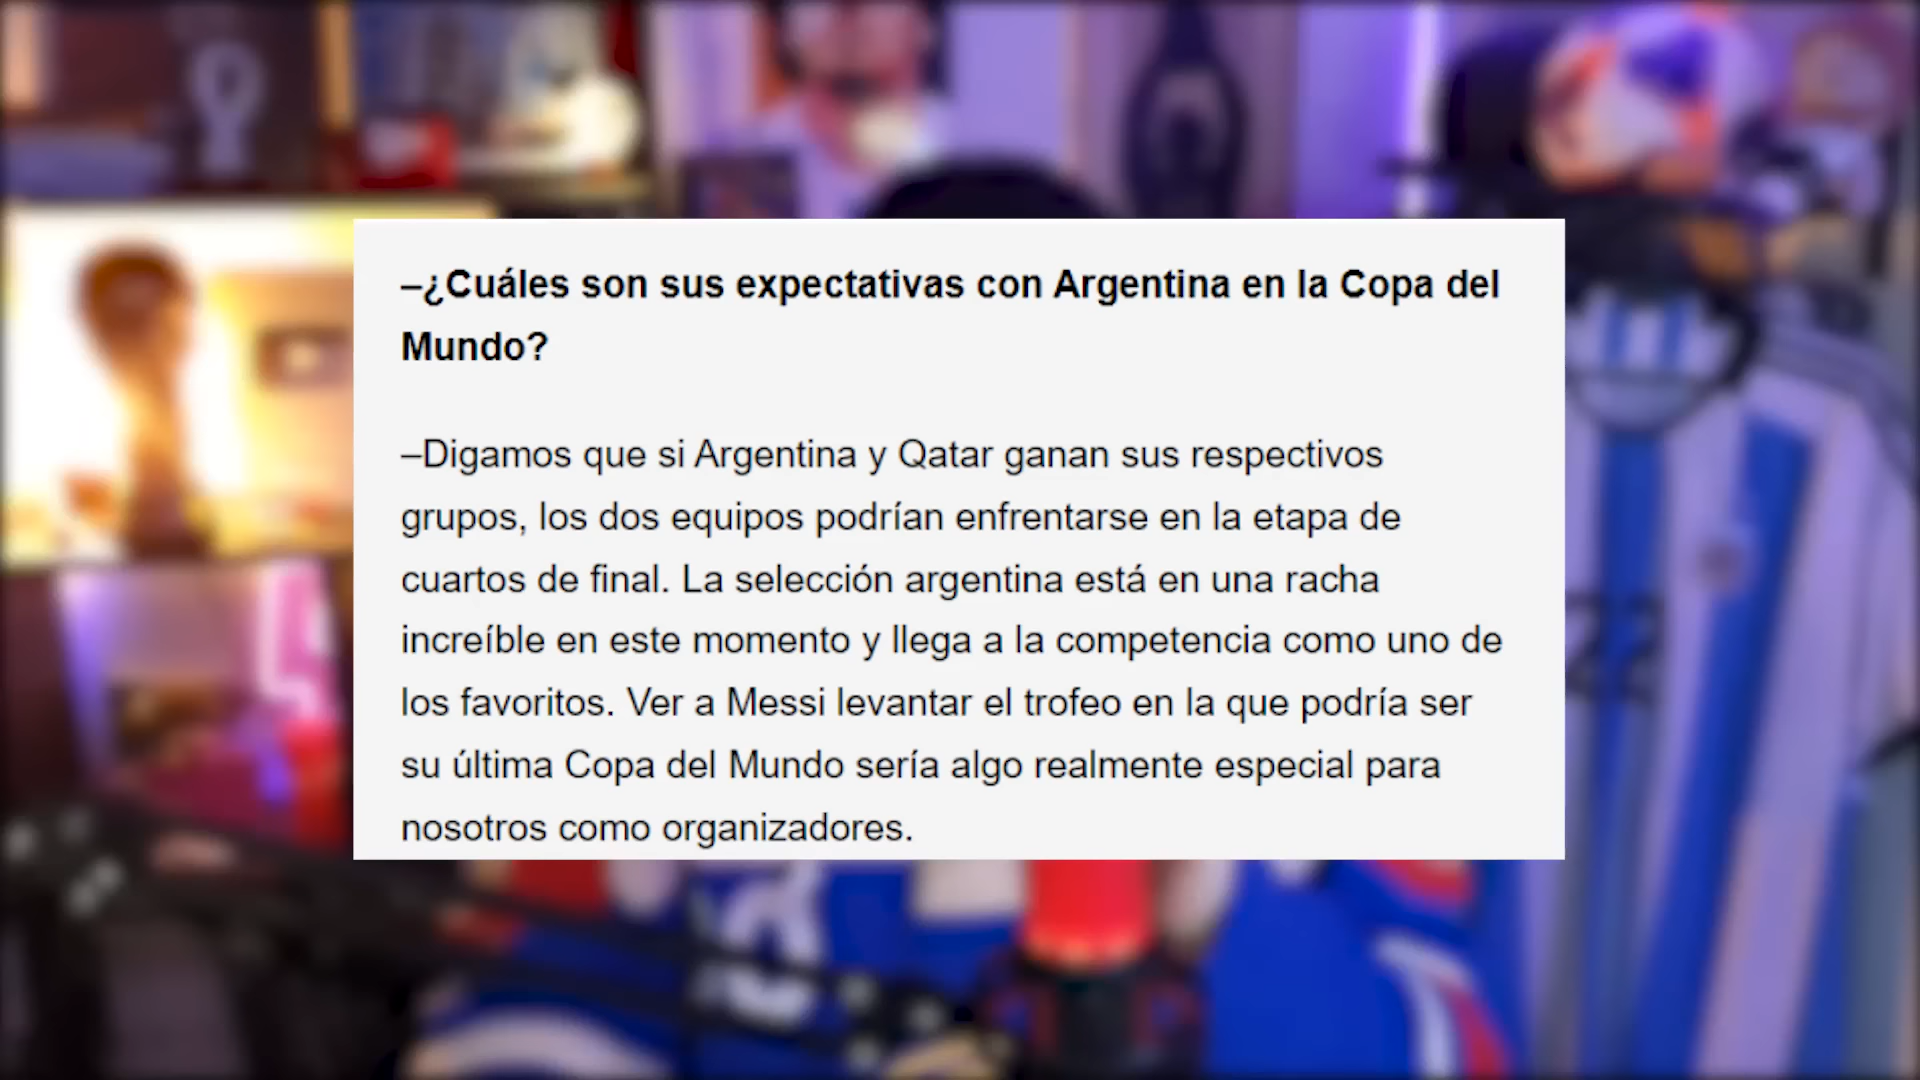 –¿Cuáles son sus expectativas con Argentina en la Copa del
Mundo?
–Digamos que si Argentina y Qatar ganan sus respectivos
grupos, los dos equipos podrían enfrentarse en la etapa de
cuartos de final. La selección argentina está en una racha
increíble en este momento y llega a la competencia como uno de
los favoritos. Ver a Messi levantar el trofeo en la que podría ser
su última Copa del Mundo sería algo realmente especial para
nosotros como organizadores.